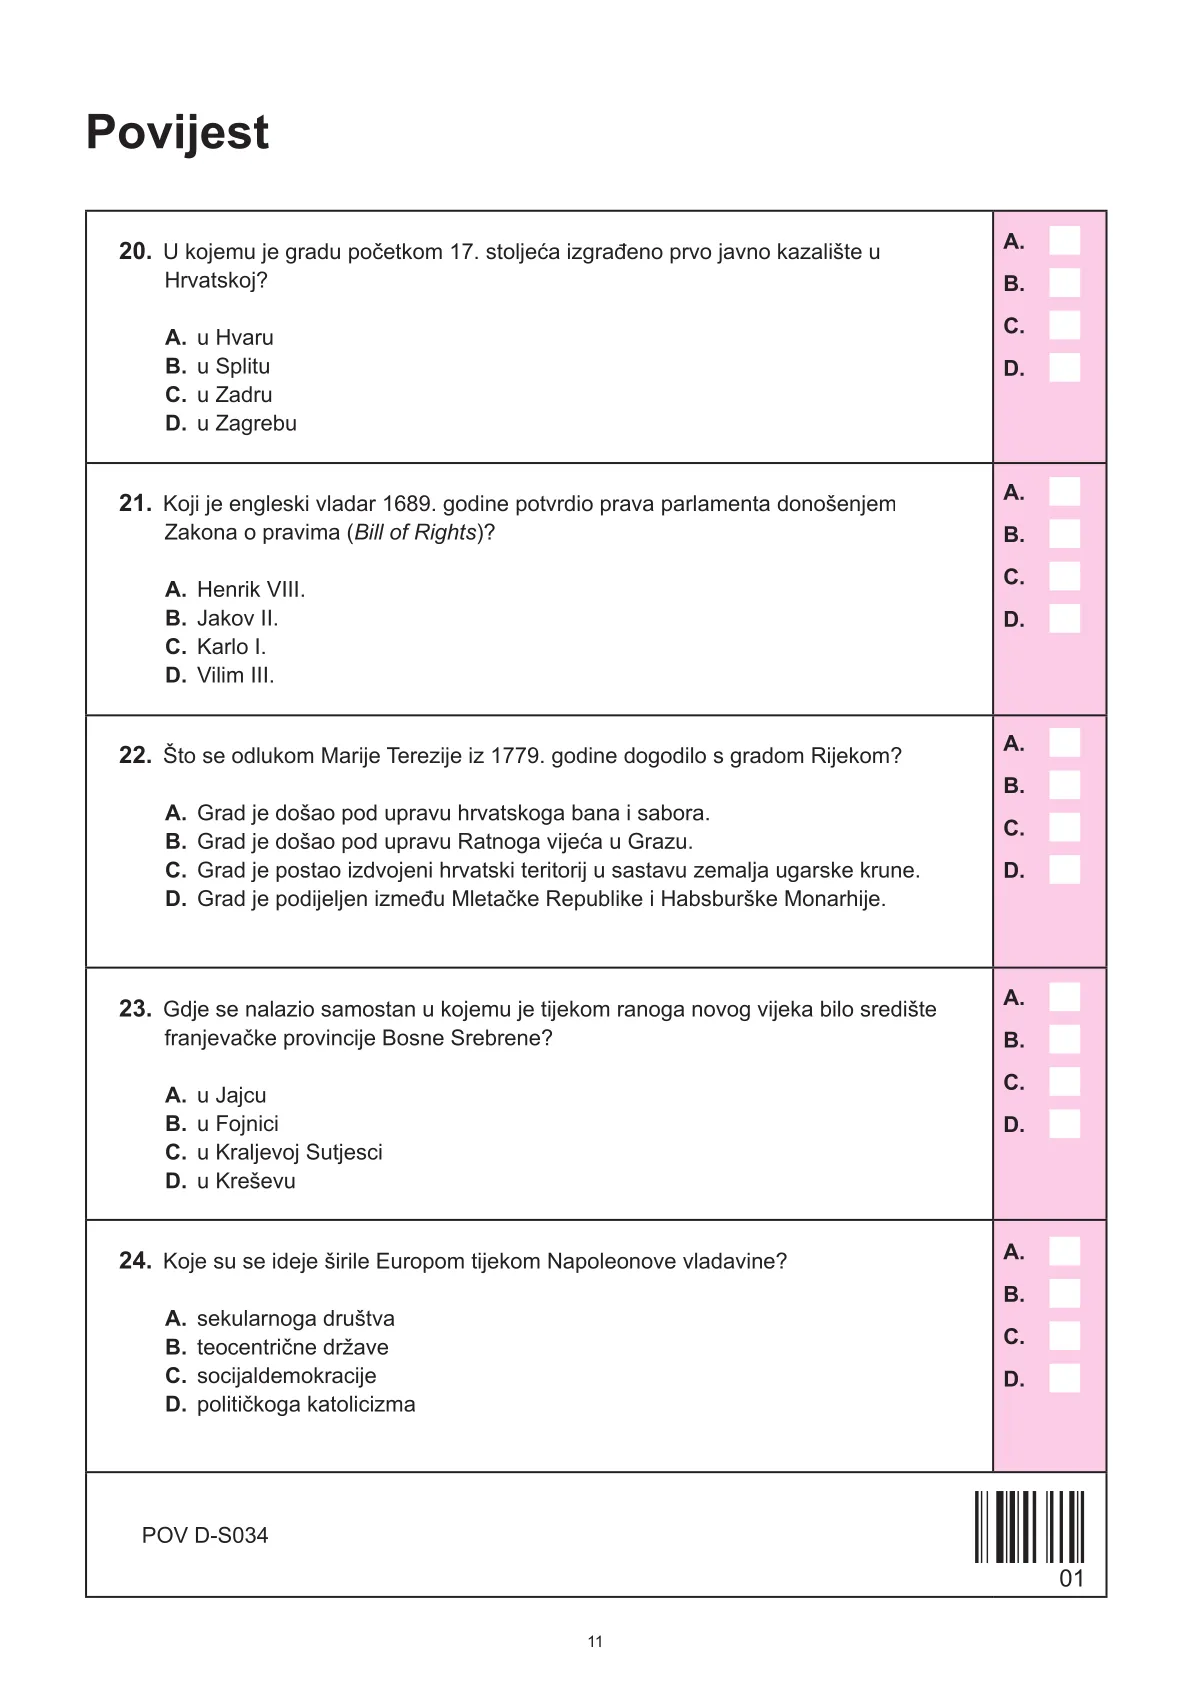 Povijest
20. U kojemu je gradu početkom 17. stoljeća izgrađeno prvo javno kazalište u
Hrvatskoj?
A. u Hvaru
B. u Splitu
C. u Zadru
D. u Zagrebu
A.
B.
C.
D.
21. Koji je engleski vladar 1689. godine potvrdio prava parlamenta donošenjem
Zakona o pravima (Bill of Rights)?
A. Henrik VIII.
B. Jakov II.
C. Karlo I.
D. Vilim III.
A.
B.
C.
D.
22. Što se odlukom Marije Terezije iz 1779. godine dogodilo s gradom Rijekom?
A. Grad je došao pod upravu hrvatskoga bana i sabora.
B. Grad je došao pod upravu Ratnoga vijeća u Grazu.
C. Grad je postao izdvojeni hrvatski teritorij u sastavu zemalja ugarske krune.
D. Grad je podijeljen između Mletačke Republike i Habsburške Monarhije.
A.
B.
C.
D.
23. Gdje se nalazio samostan u kojemu je tijekom ranoga novog vijeka bilo središte
franjevačke provincije Bosne Srebrene?
A. u Jajcu
B. u Fojnici
C. u Kraljevoj Sutjesci
D. u Kreševu
A.
B.
C.
D.
24. Koje su se ideje širile Europom tijekom Napoleonove vladavine?
A. sekularnoga društva
B. teocentrične države
C. socijaldemokracije
D. političkoga katolicizma
A.
B.
C.
D.
POV D-S034
01
11